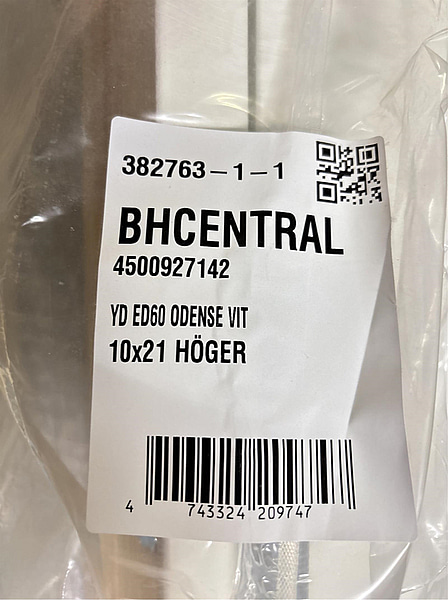 382763-1-1
BHCENTRAL
4500927142
YD ED60 ODENSE VIT
10x21 HÖGER
4 743324 209747